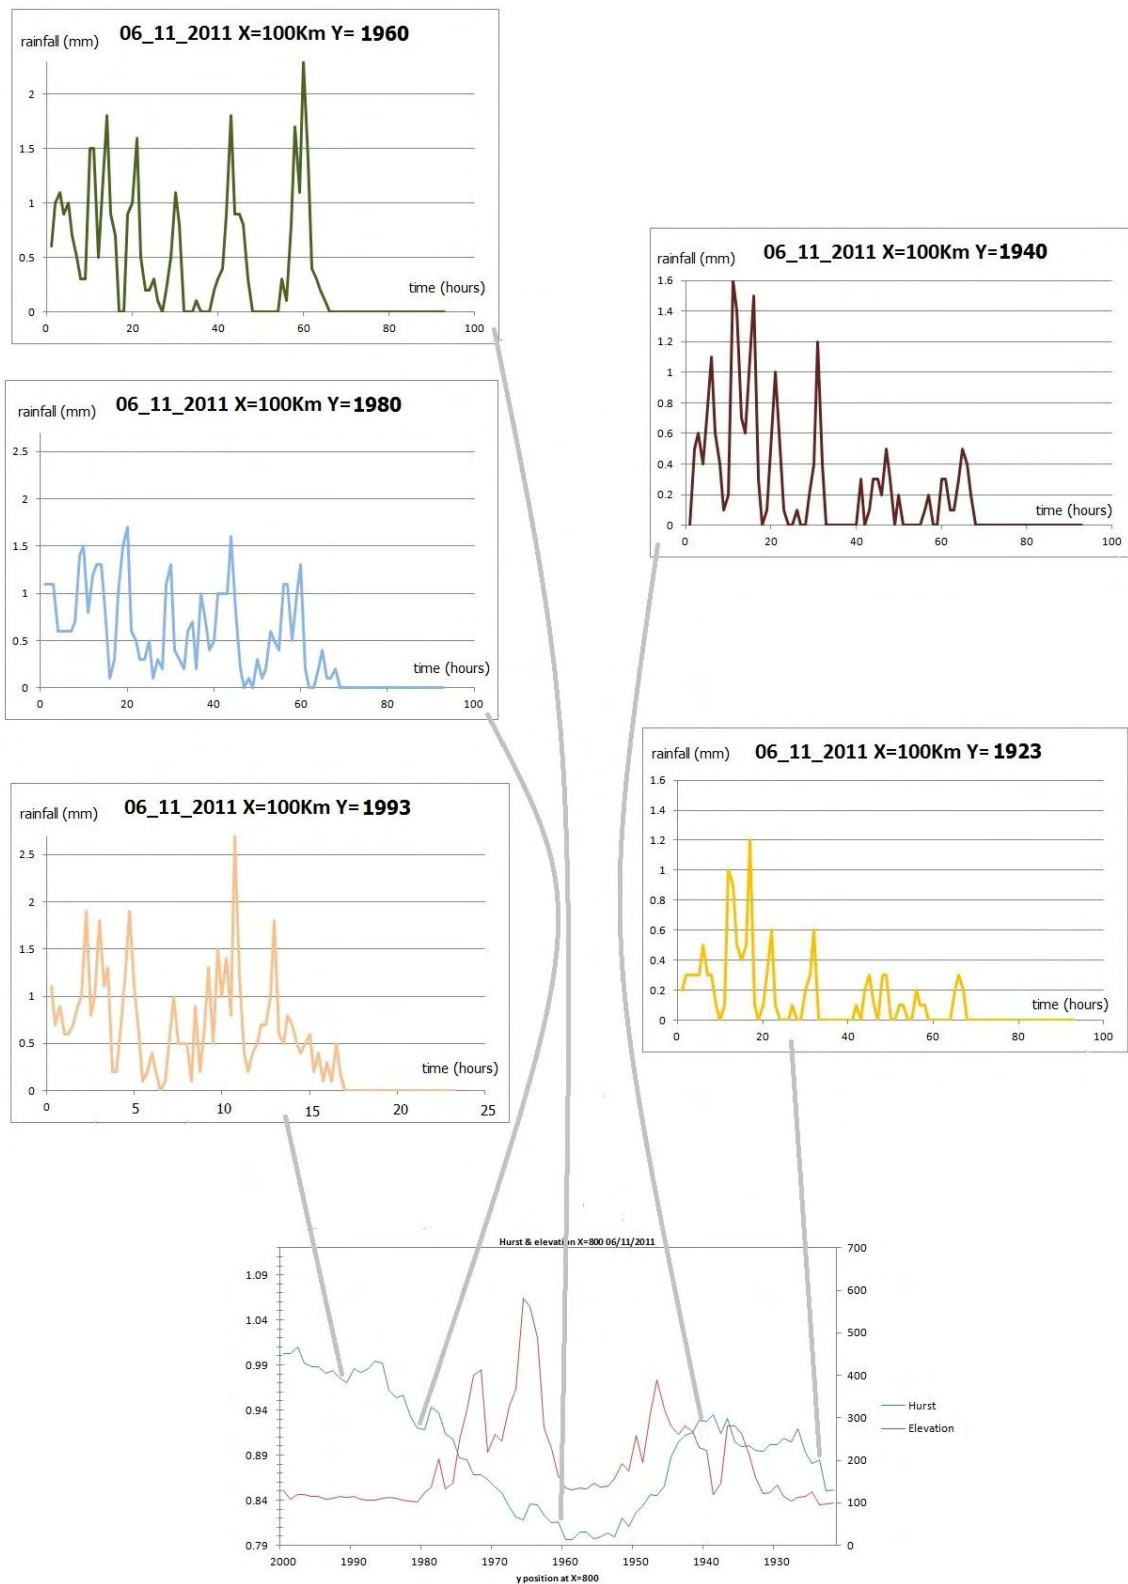 06_11_2011 X=100Km Y= 1960
rainfall (mm)
2
1.5
1
0.5
0
time (hours)
0 20 40 60 80 100
06_11_2011 X=100Km Y=1940
rainfall (mm)
1.6
1.4
1.2
1
0.8
0.6
0.4
0.2
0
time (hours)
0 20 40 60 80 100
06_11_2011 X=100Km Y=1980
rainfall (mm)
2.5
2
1.5
1
0.5
0
time (hours)
0 20 40 60 80 100
06_11_2011 X=100Km Y= 1923
rainfall (mm)
1.6
1.4
1.2
1
0.8
0.6
0.4
0.2
0
time (hours)
0 20 40 60 80 100
06_11_2011 X=100Km Y= 1993
rainfall (mm)
2.5
2
1.5
1
0.5
0
time (hours)
0 5 10 15 20 25
Hurst & elevation X=800 06/11/2011
1.09
1.04
0.99
0.94
0.89
0.84
0.79
700
600
500
400
300
200
100
0
2000 1990 1980 1970 1960 1950 1940 1930
y position at X=800
Hurst
Elevation